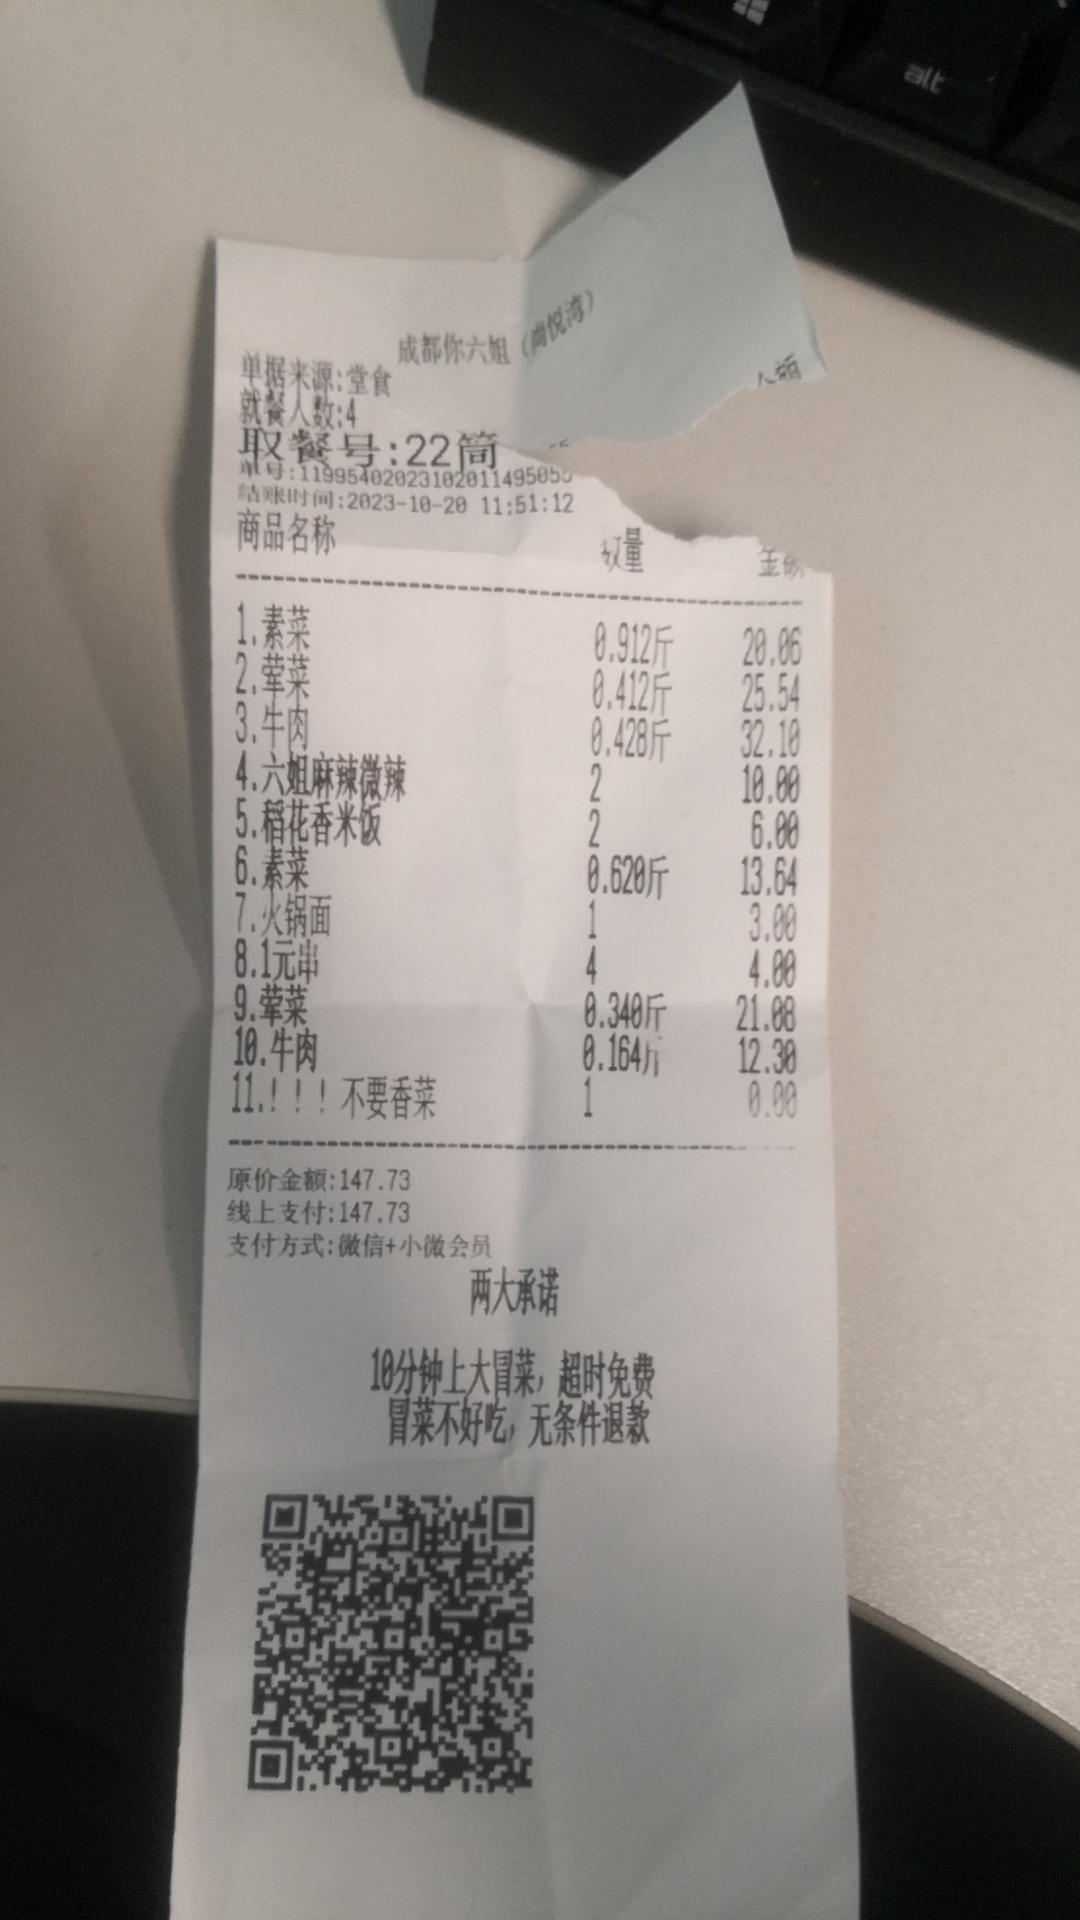 alt
成都你六姐（尚悦湾）
单据来源:堂食
就餐人数:4
取餐号:22筒
单号:11995402023102011495055
结账时间:2023-10-20 11:51:12
商品名称 数量 金额
1.素菜 0.912斤 20.06
2.荤菜 0.412斤 25.54
3.牛肉 0.428斤 32.10
4.六姐麻辣微辣 2 10.00
5.稻花香米饭 2 6.00
6.素菜 0.620斤 13.64
7.火锅面 1 3.00
8.1元串 4 4.00
9.荤菜 0.340斤 21.08
10.牛肉 0.164斤 12.30
11.！！！不要香菜 1 0.00
原价金额:147.73
线上支付:147.73
支付方式:微信+小微会员
两大承诺
10分钟上大冒菜，超时免费
冒菜不好吃，无条件退款